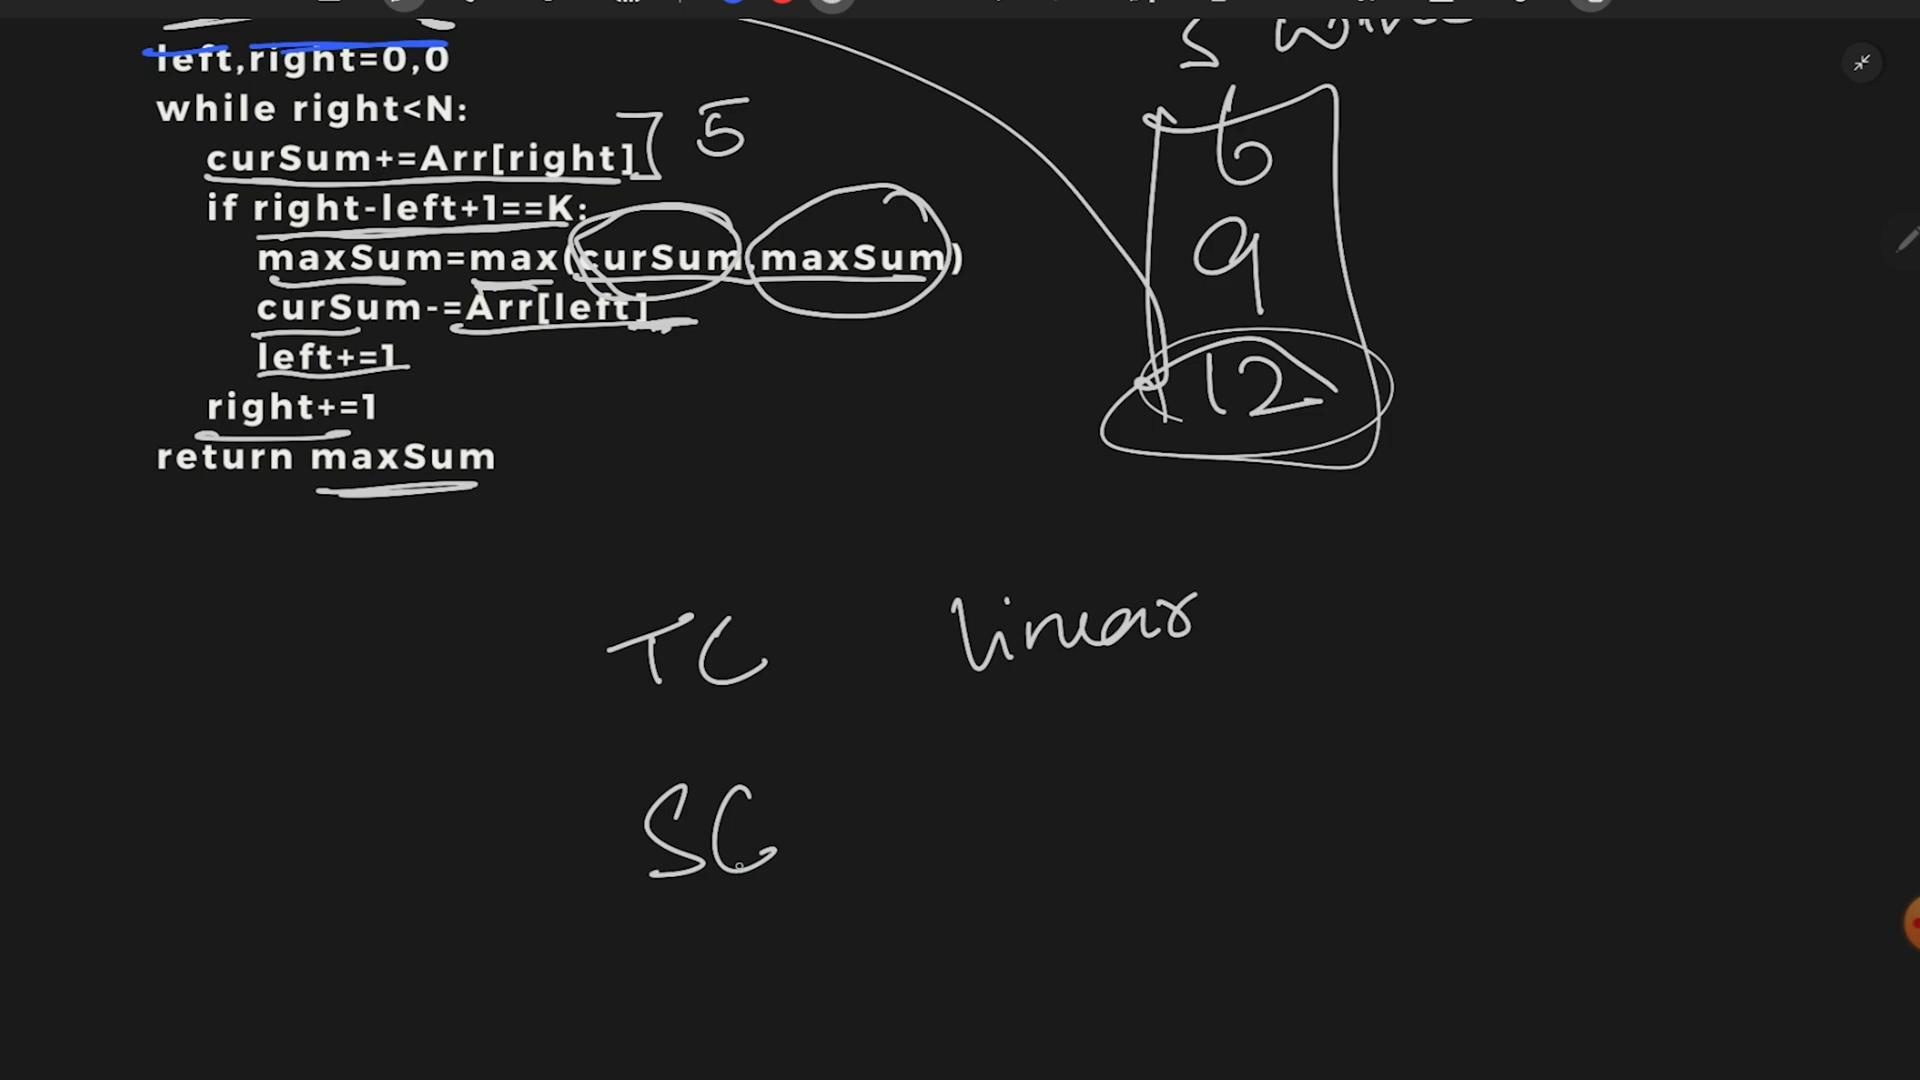 left,right=0,0
while right<N:
curSum+=Arr[right] 5
if right-left+1==K:
maxSum=max(curSum,maxSum)
curSum-=Arr[left]
left+=1
right+=1
return maxSum
6
9
12
TC linear
SC